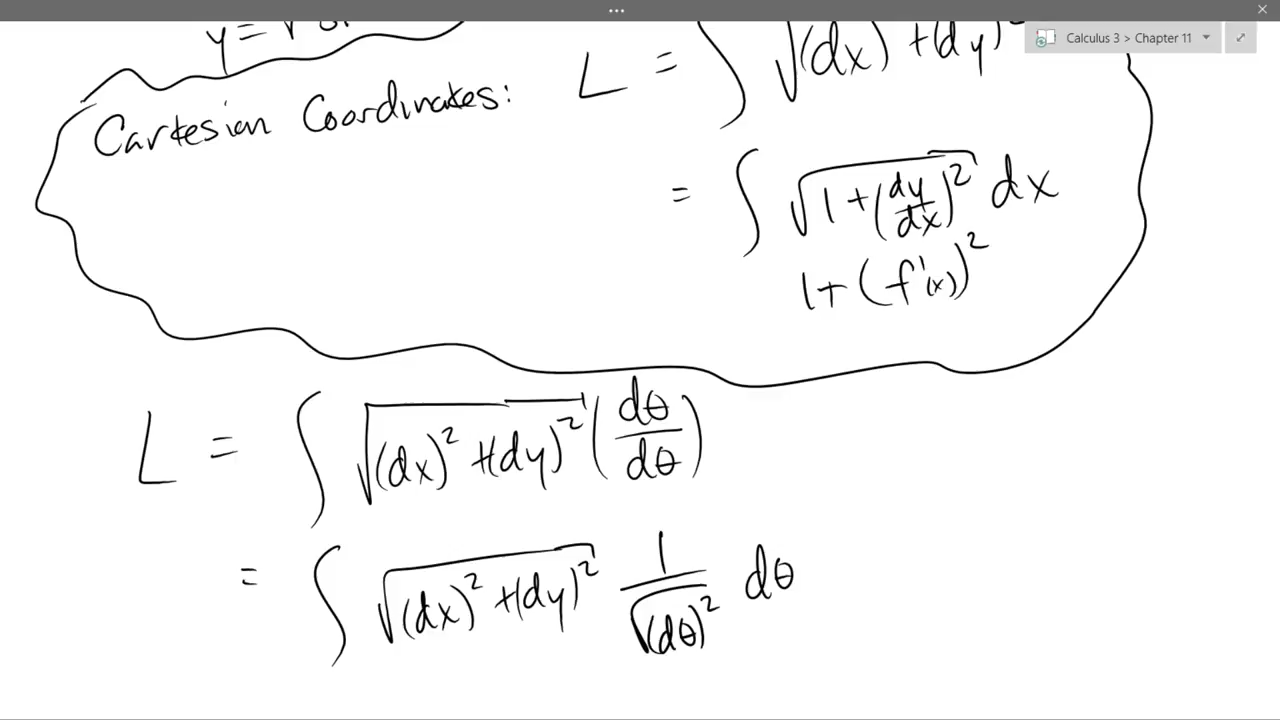 Calculus 3 > Chapter 11
y = r
L = ∫ √(dx) + (dy)²
Cartesian Coordinates:
= ∫ √(1 + (dy/dx)²) dx
1 + (f'(x))²
L = ∫ √((dx)² + (dy)²) (dθ/dθ)
= ∫ √((dx)² + (dy)²) 1/√(dθ)² dθ